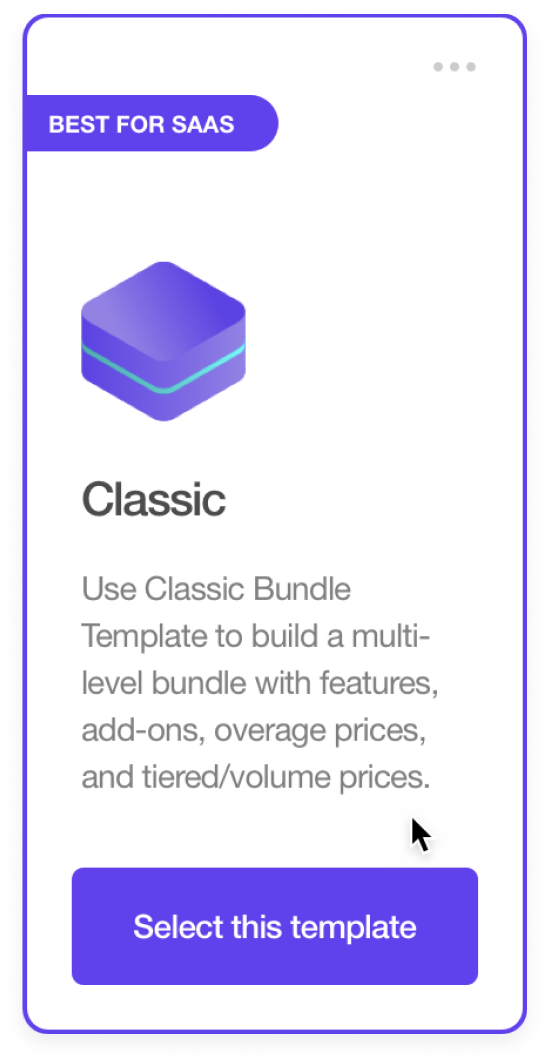 BEST FOR SAAS
Classic
Use Classic Bundle
Template to build a multi-
level bundle with features,
add-ons, overage prices,
and tiered/volume prices.
Select this template